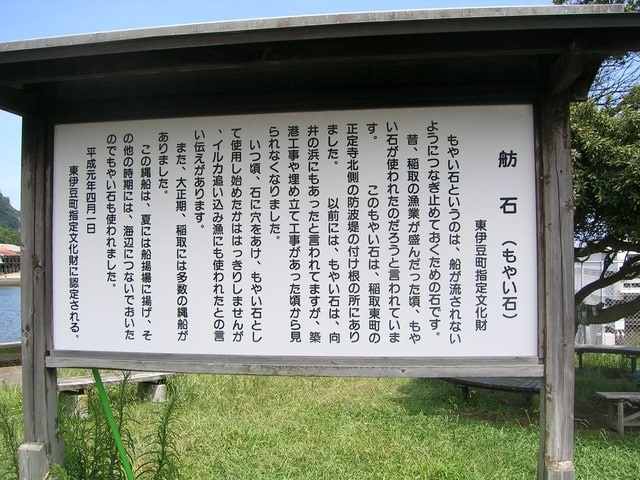 舫石（もやい石）
東伊豆町指定文化財
もやい石というのは、船が流されない
ようにつなぎ止めておくための石です。
昔、稲取の漁業が盛んだった頃、もや
い石が使われたのだろうと言われていま
す。　このもやい石は、稲取東町の
正定寺北側の防波堤の付け根の所にあり
ました。　以前には、もやい石は、向
井の浜にもあったと言われてますが、築
港工事や埋め立て工事があった頃から見
られなくなりました。
いつ頃、石に穴をあけ、もやい石とし
て使用し始めたかははっきりしませんが
、イルカ追い込み漁にも使われたとの言
い伝えがあります。
また、大正期、稲取には多数の縄船が
ありました。
この縄船は、夏には船揚場に揚げ、そ
の他の時期には、海辺につないでおいた
のでもやい石も使われました。
平成元年四月一日
東伊豆町指定文化財に認定される。